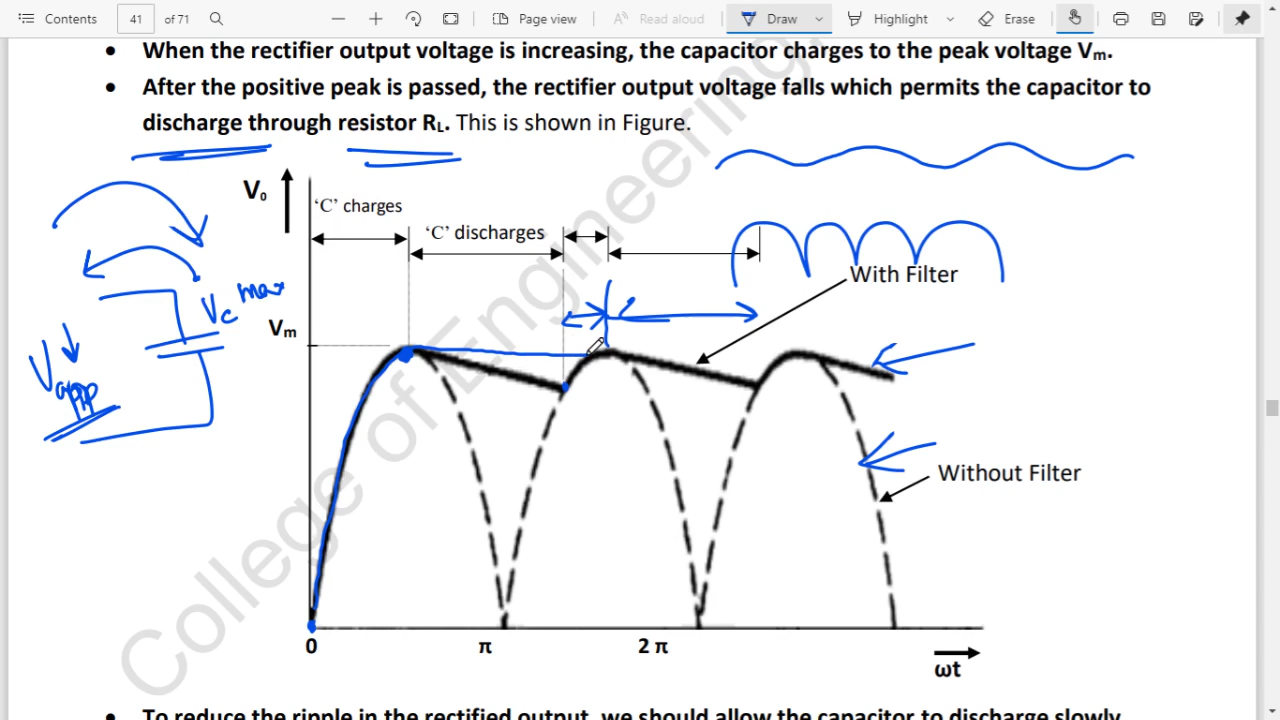 Contents 41 of 71 Page view Read aloud Draw Highlight Erase
• When the rectifier output voltage is increasing, the capacitor charges to the peak voltage Vm.
• After the positive peak is passed, the rectifier output voltage falls which permits the capacitor to
discharge through resistor RL. This is shown in Figure.
V₀
'C' charges
'C' discharges
With Filter
Vc max
Vm
Vapp
Without Filter
0 π 2 π
ωt
College of Engineering,
• To reduce the ripple in the rectified output, we should allow the capacitor to discharge slowly